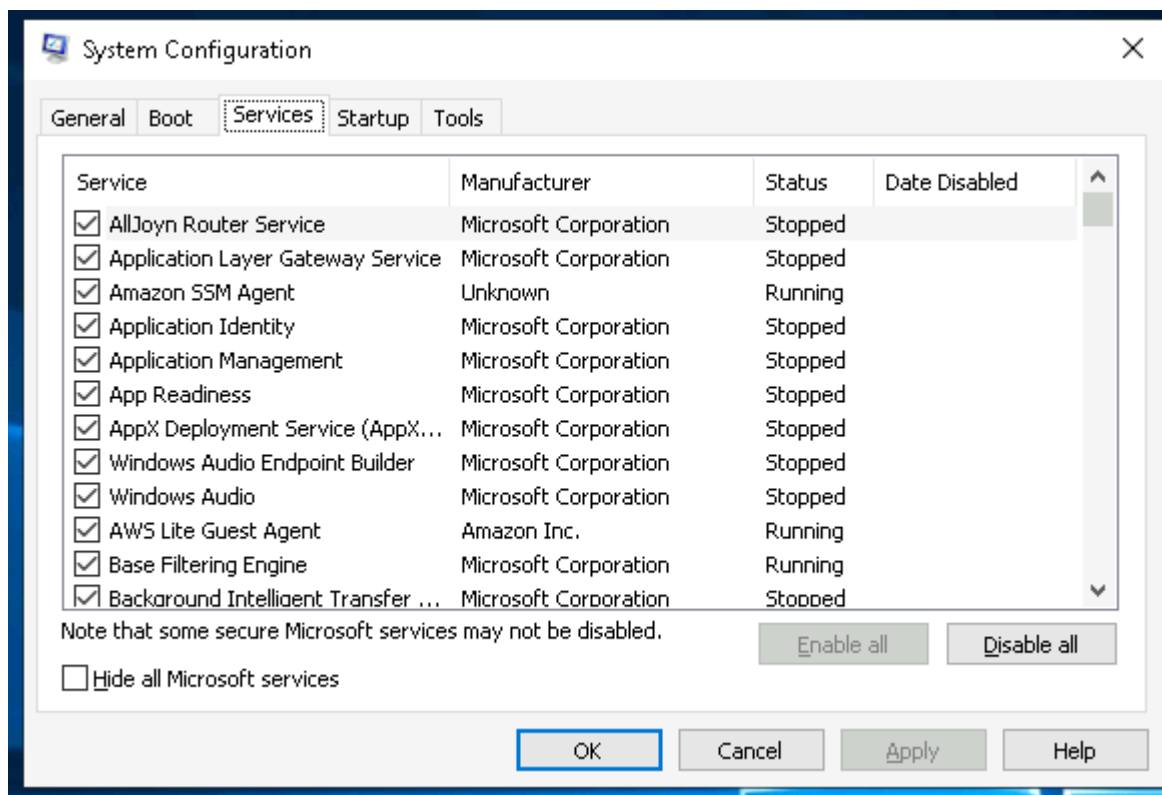 System Configuration
General Boot Services Startup Tools
Service Manufacturer Status Date Disabled
AllJoyn Router Service Microsoft Corporation Stopped
Application Layer Gateway Service Microsoft Corporation Stopped
Amazon SSM Agent Unknown Running
Application Identity Microsoft Corporation Stopped
Application Management Microsoft Corporation Stopped
App Readiness Microsoft Corporation Stopped
AppX Deployment Service (AppX... Microsoft Corporation Stopped
Windows Audio Endpoint Builder Microsoft Corporation Stopped
Windows Audio Microsoft Corporation Stopped
AWS Lite Guest Agent Amazon Inc. Running
Base Filtering Engine Microsoft Corporation Running
Background Intelligent Transfer ... Microsoft Corporation Stopped
Note that some secure Microsoft services may not be disabled.
Enable all Disable all
Hide all Microsoft services
OK Cancel Apply Help